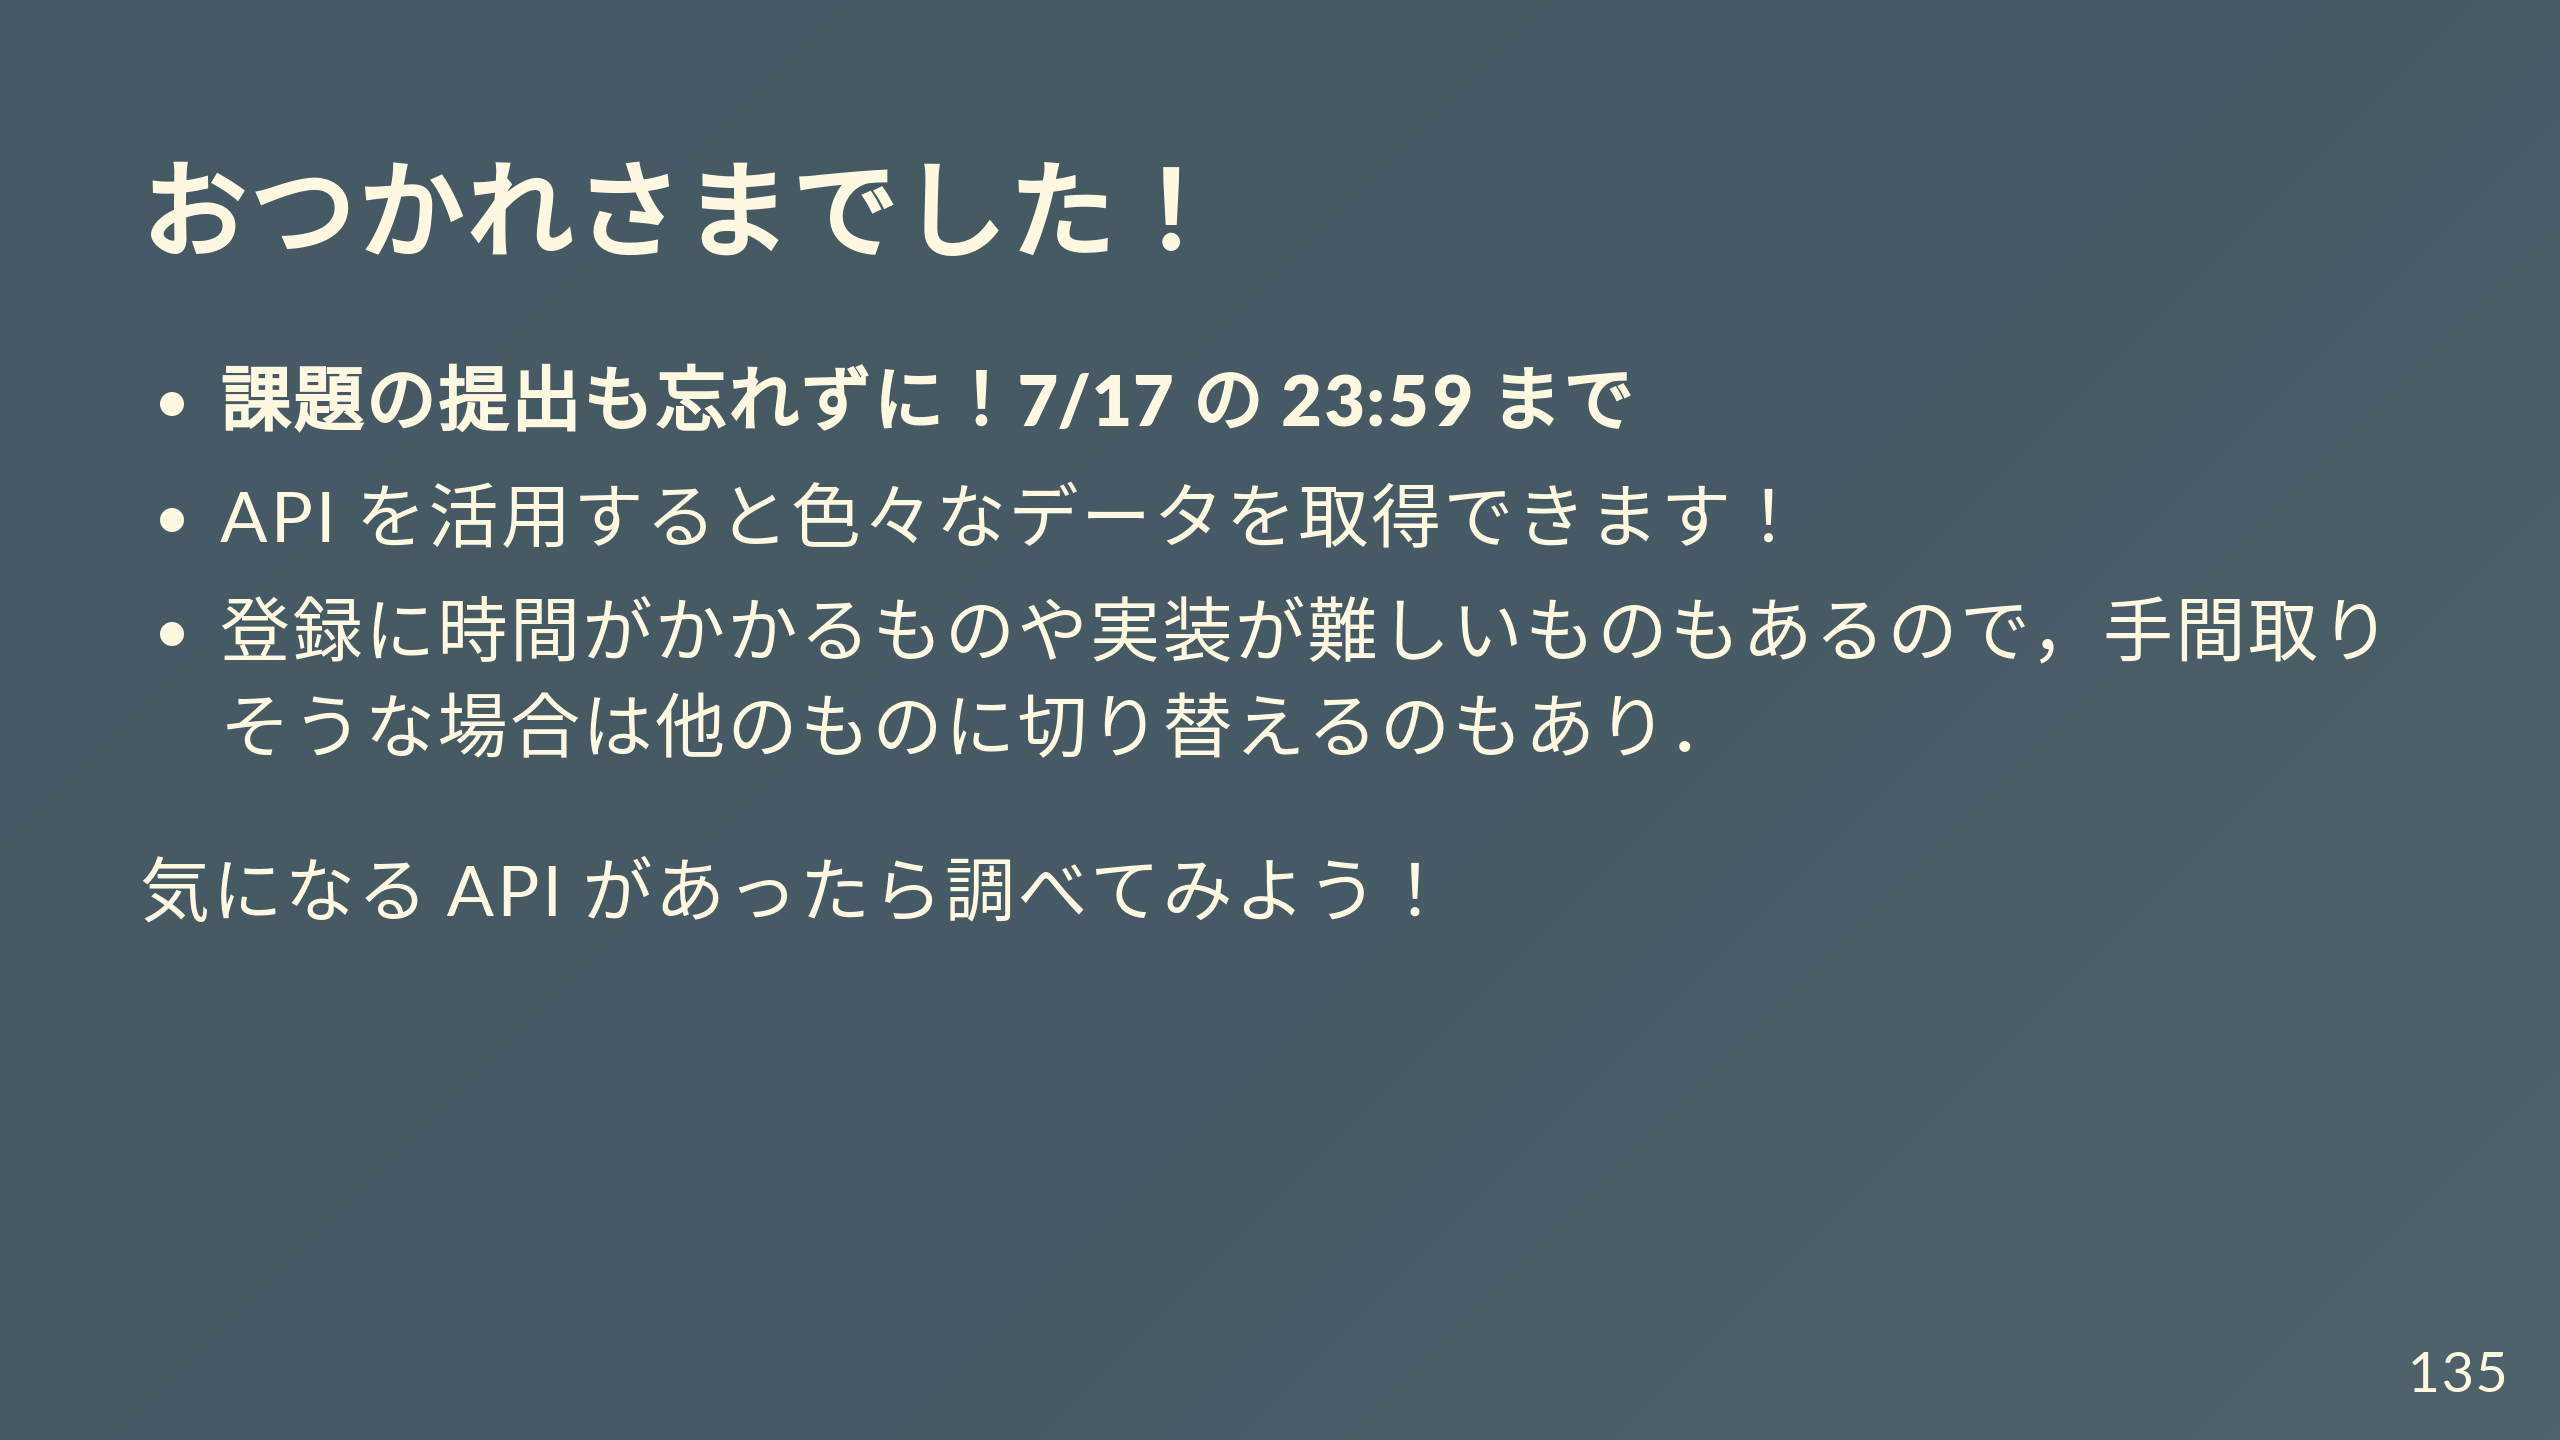 おつかれさまでした！
• 課題の提出も忘れずに！7/17 の 23:59 まで
• API を活用すると色々なデータを取得できます！
• 登録に時間がかかるものや実装が難しいものもあるので，手間取り
そうな場合は他のものに切り替えるのもあり．
気になる API があったら調べてみよう！
135